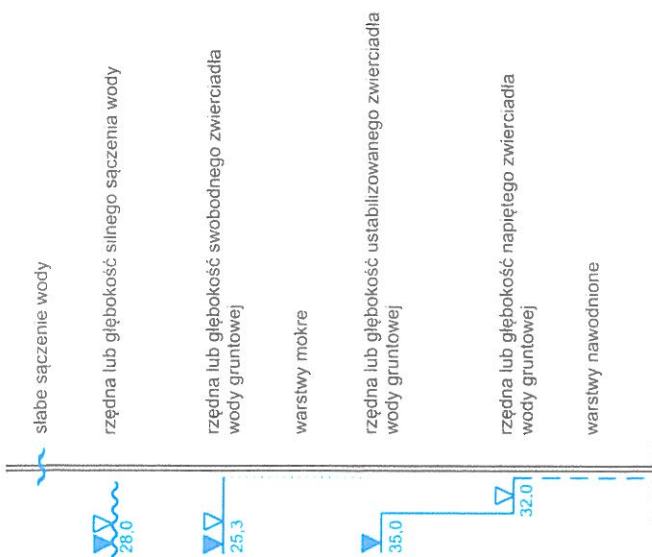 słabe sączenie wody
28,0
rzędna lub głębokość silnego sączenia wody
25,3
rzędna lub głębokość swobodnego zwierciadła
wody gruntowej
warstwy mokre
35,0
rzędna lub głębokość ustabilizowanego zwierciadła
wody gruntowej
32,0
rzędna lub głębokość napiętego zwierciadła
wody gruntowej
warstwy nawodnione